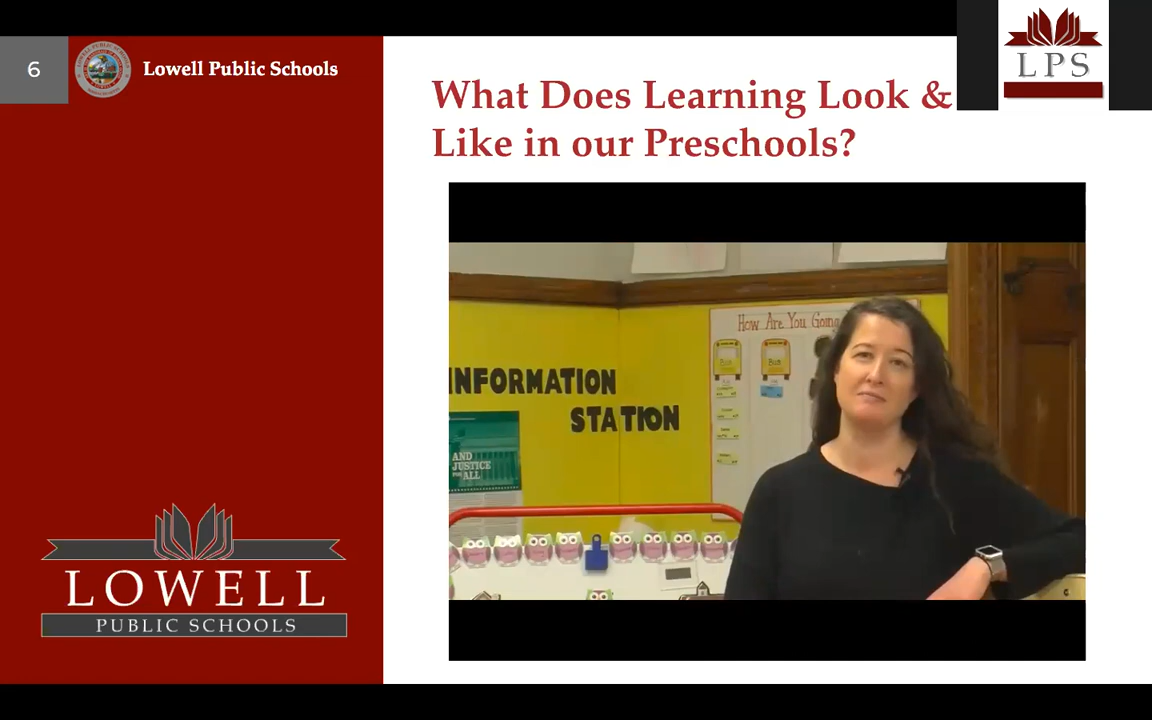 6
Lowell Public Schools
LPS
What Does Learning Look &
Like in our Preschools?
How Are You Going
INFORMATION
STATION
AND
JUSTICE
FOR
ALL
LOWELL
PUBLIC SCHOOLS